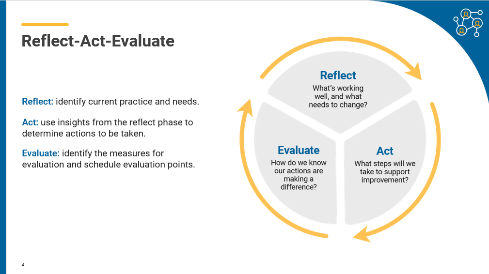 Reflect-Act-Evaluate
Reflect: identify current practice and needs.
Act: use insights from the reflect phase to
determine actions to be taken.
Evaluate: identify the measures for
evaluation and schedule evaluation points.
Reflect
What's working
well, and what
needs to change?
Evaluate
How do we know
our actions are
making a
difference?
Act
What steps will we
take to support
improvement?